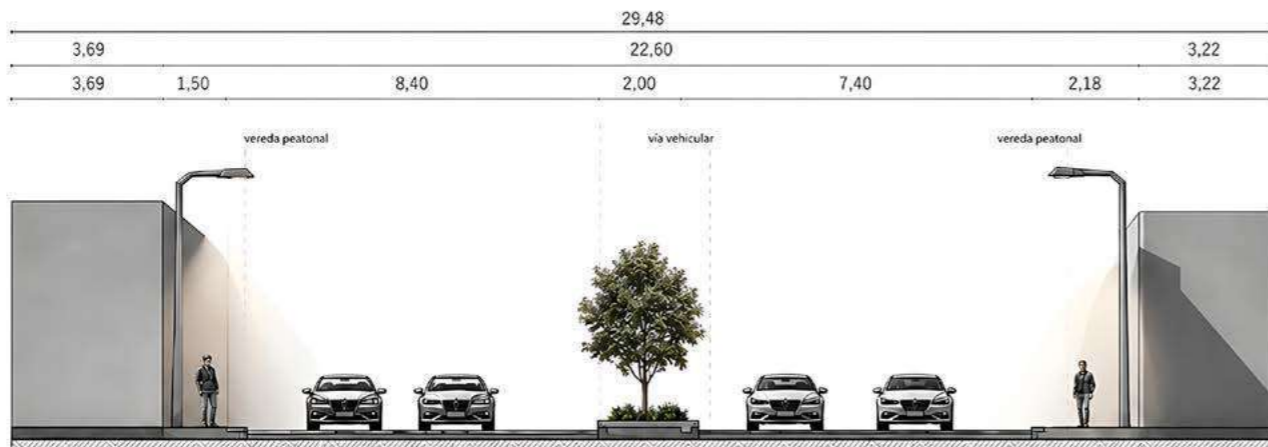 29,48
3,69 22,60 3,22
3,69 1,50 8,40 2,00 7,40 2,18 3,22
vereda peatonal vía vehicular vereda peatonal